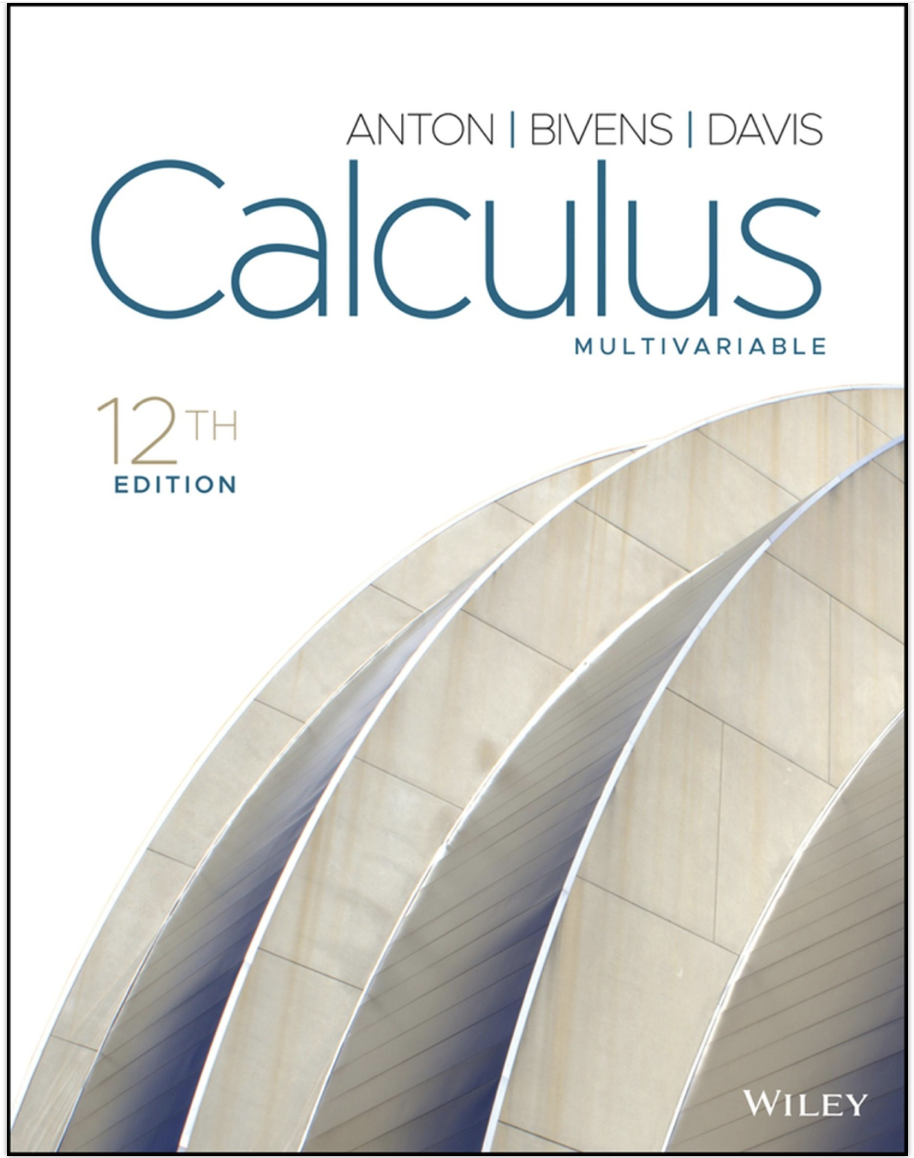 ANTON | BIVENS | DAVIS
Calculus
MULTIVARIABLE
12TH
EDITION
WILEY